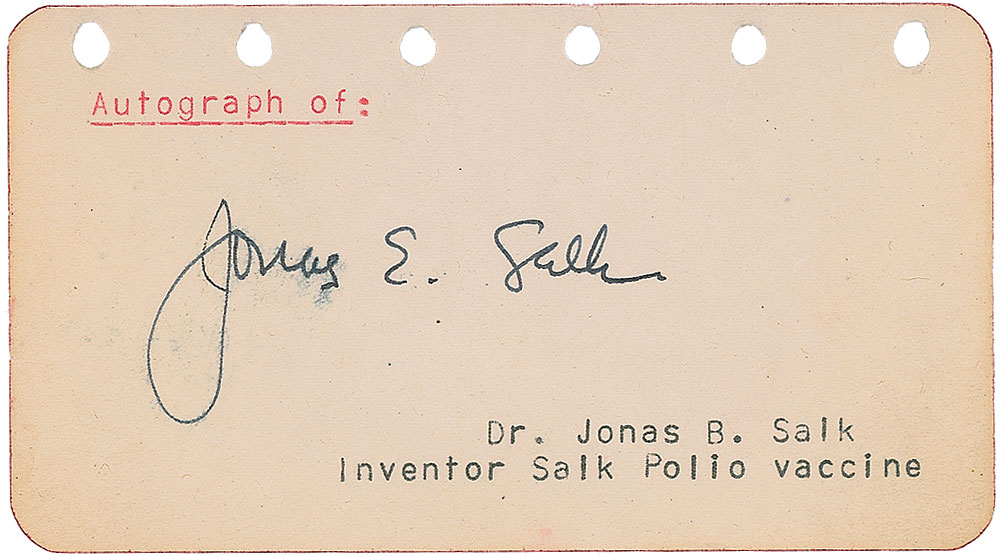 Autograph of:
Jonas E. Salk
Dr. Jonas B. Salk
Inventor Salk Polio vaccine